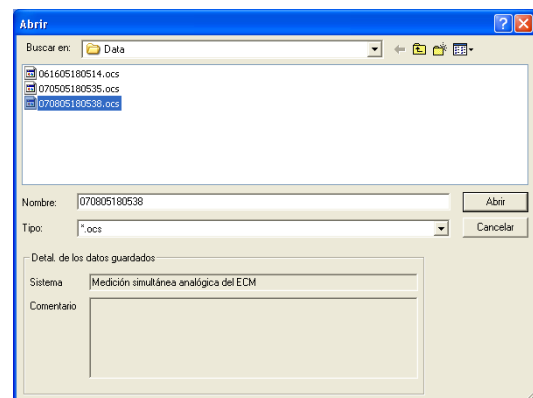 Abrir
Buscar en: Data
061605180514.ocs
070505180535.ocs
070805180538.ocs
Nombre: 070805180538 Abrir
Tipo: *.ocs Cancelar
Detal. de los datos guardados
Sistema Medición simultánea analógica del ECM
Comentario